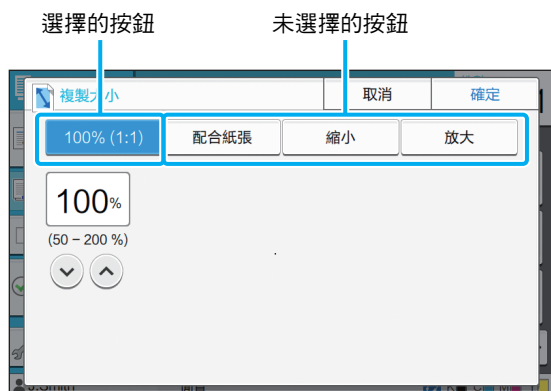 選擇的按鈕 未選擇的按鈕
複製大小 取消 確定
100% (1:1) 配合紙張 縮小 放大
100%
(50 – 200 %)
J.Smith